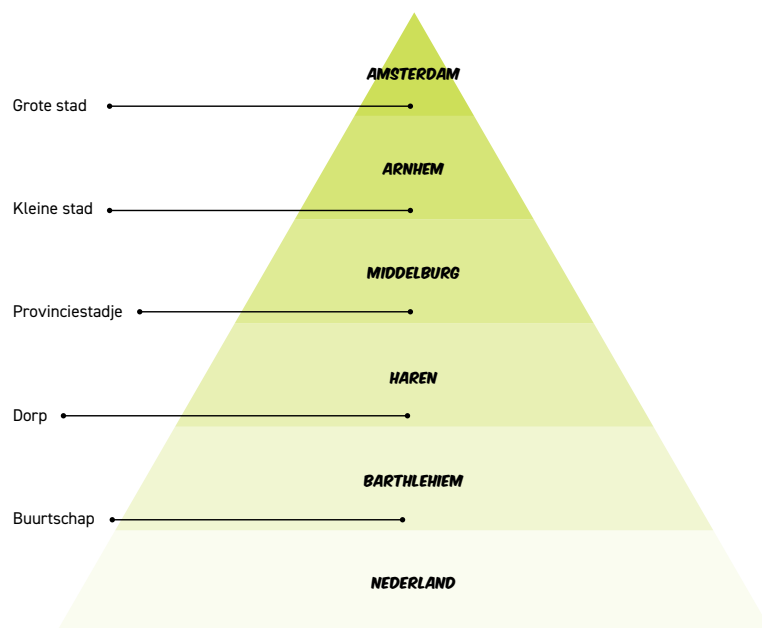 AMSTERDAM
Grote stad
ARNHEM
Kleine stad
MIDDELBURG
Provinciestadje
HAREN
Dorp
BARTHLEHIEM
Buurtschap
NEDERLAND